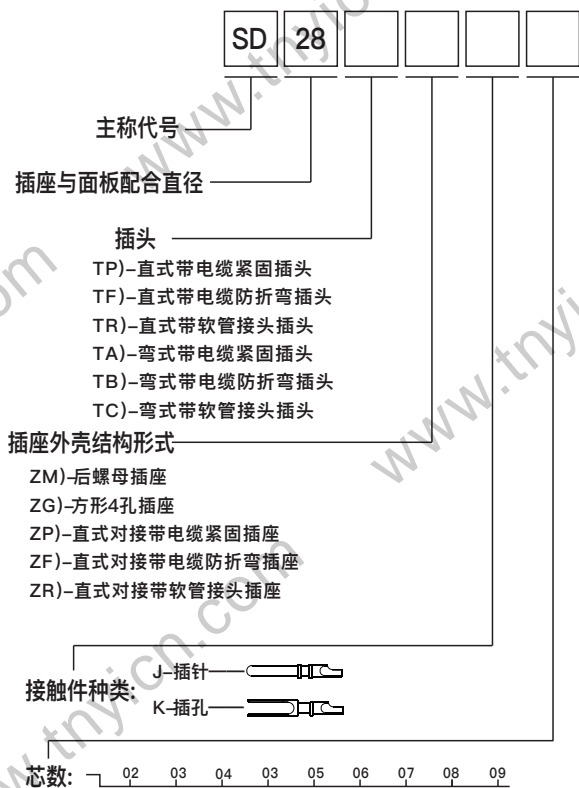 SD 28
主称代号
插座与面板配合直径
插头
TP)–直式带电缆紧固插头
TF)–直式带电缆防折弯插头
TR)–直式带软管接头插头
TA)–弯式带电缆紧固插头
TB)–弯式带电缆防折弯插头
TC)–弯式带软管接头插头
插座外壳结构形式
ZM)–后螺母插座
ZG)–方形4孔插座
ZP)–直式对接带电缆紧固插座
ZF)–直式对接带电缆防折弯插座
ZR)–直式对接带软管接头插座
接触件种类:
J–插针
K–插孔
芯数: 02 03 04 03 05 06 07 08 09
www.tnyicn.com